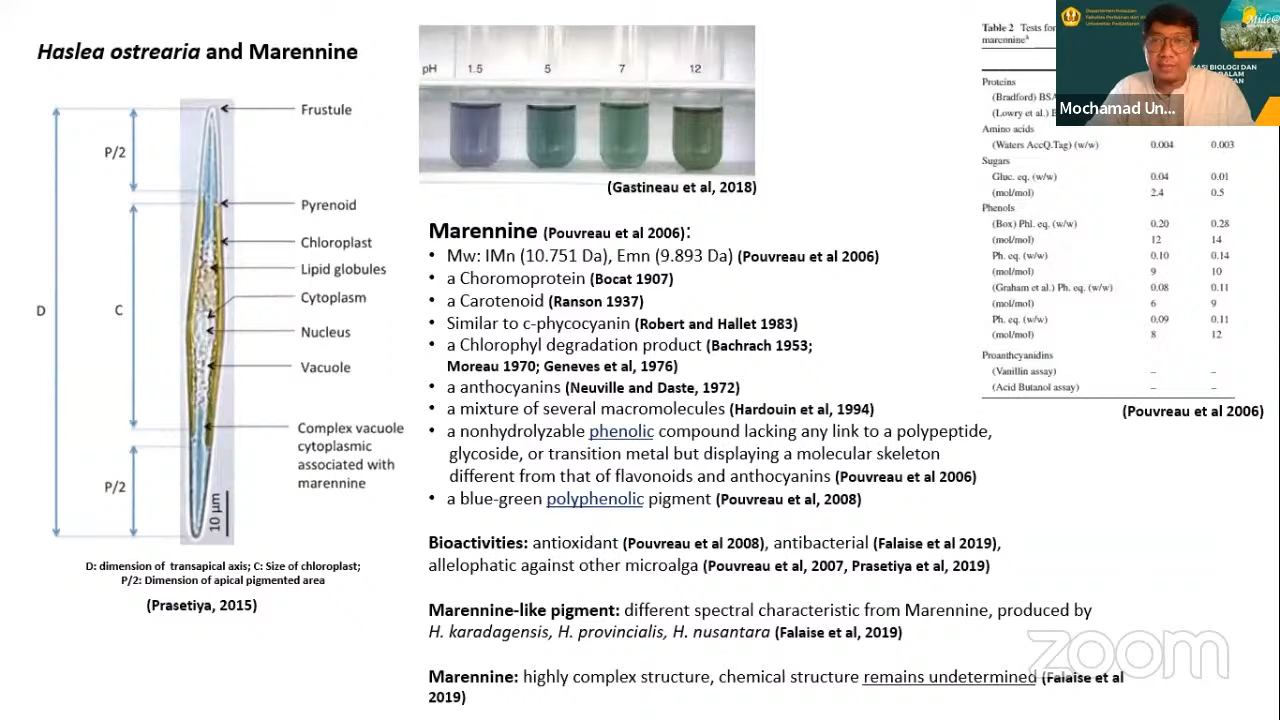 Haslea ostrearia and Marennine
Frustule
P/2
Pyrenoid
Chloroplast
Lipid globules
Cytoplasm
D
C
Nucleus
Vacuole
Complex vacuole
cytoplasmic
associated with
marennine
P/2
10 μm
D: dimension of transapical axis; C: Size of chloroplast;
P/2: Dimension of apical pigmented area
(Prasetiya, 2015)
pH 1.5 5 7 12
(Gastineau et al, 2018)
Marennine (Pouvreau et al 2006):
• Mw: IMn (10.751 Da), Emn (9.893 Da) (Pouvreau et al 2006)
• a Choromoprotein (Bocat 1907)
• a Carotenoid (Ranson 1937)
• Similar to c-phycocyanin (Robert and Hallet 1983)
• a Chlorophyl degradation product (Bachrach 1953;
Moreau 1970; Geneves et al, 1976)
• a anthocyanins (Neuville and Daste, 1972)
• a mixture of several macromolecules (Hardouin et al, 1994)
• a nonhydrolyzable phenolic compound lacking any link to a polypeptide,
glycoside, or transition metal but displaying a molecular skeleton
different from that of flavonoids and anthocyanins (Pouvreau et al 2006)
• a blue-green polyphenolic pigment (Pouvreau et al, 2008)
Bioactivities: antioxidant (Pouvreau et al 2008), antibacterial (Falaise et al 2019),
allelophatic against other microalga (Pouvreau et al, 2007, Prasetiya et al, 2019)
Marennine-like pigment: different spectral characteristic from Marennine, produced by
H. karadagensis, H. provincialis, H. nusantara (Falaise et al, 2019)
Marennine: highly complex structure, chemical structure remains undetermined (Falaise et al
2019)
Table 2 Tests for
marennine
Proteins
(Bradford) BSA
(Lowry et al.)
Amino acids
(Waters AccQ.Tag) (w/w) 0.004 0.003
Sugars
Gluc. eq. (w/w) 0.04 0.01
(mol/mol) 2.4 0.5
Phenols
(Box) Phl. eq. (w/w) 0.20 0.28
(mol/mol) 12 14
Ph. eq. (w/w) 0.10 0.14
(mol/mol) 9 10
(Graham et al.) Ph. eq. (w/w) 0.08 0.11
(mol/mol) 6 9
Ph. eq. (w/w) 0.09 0.11
(mol/mol) 8 12
Proanthcyanidins
(Vanillin assay) – –
(Acid Butanol assay) – –
(Pouvreau et al 2006)
KASI BIOLOGI DAN
DALAM
Mochamad Un...
zoom